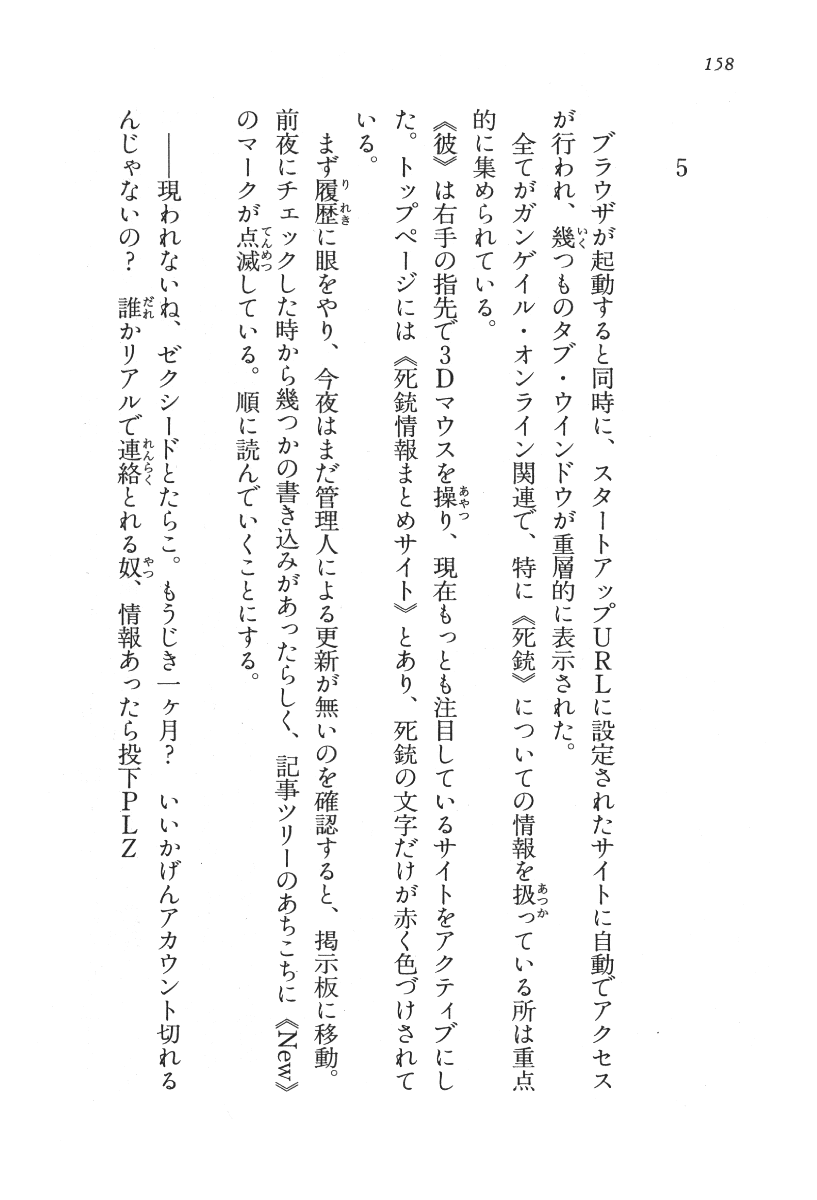 158
5
ブラウザが起動すると同時に、スタートアップURLに設定されたサイトに自動でアクセス
が行われ、幾つものタブ・ウインドウが重層的に表示された。
全てがガンゲイル・オンライン関連で、特に《死銃》についての情報を扱っている所は重点
的に集められている。
《彼》は右手の指先で3Dマウスを操り、現在もっとも注目しているサイトをアクティブにし
た。トップページには《死銃情報まとめサイト》とあり、死銃の文字だけが赤く色づけされて
いる。
まず履歴に眼をやり、今夜はまだ管理人による更新が無いのを確認すると、掲示板に移動。
前夜にチェックした時から幾つかの書き込みがあったらしく、記事ツリーのあちこちに《New》
のマークが点滅している。順に読んでいくことにする。
――現われないね、ゼクシードとたらこ。もうじき一ヶ月? いいかげんアカウント切れる
んじゃないの? 誰かリアルで連絡とれる奴、情報あったら投下PLZ